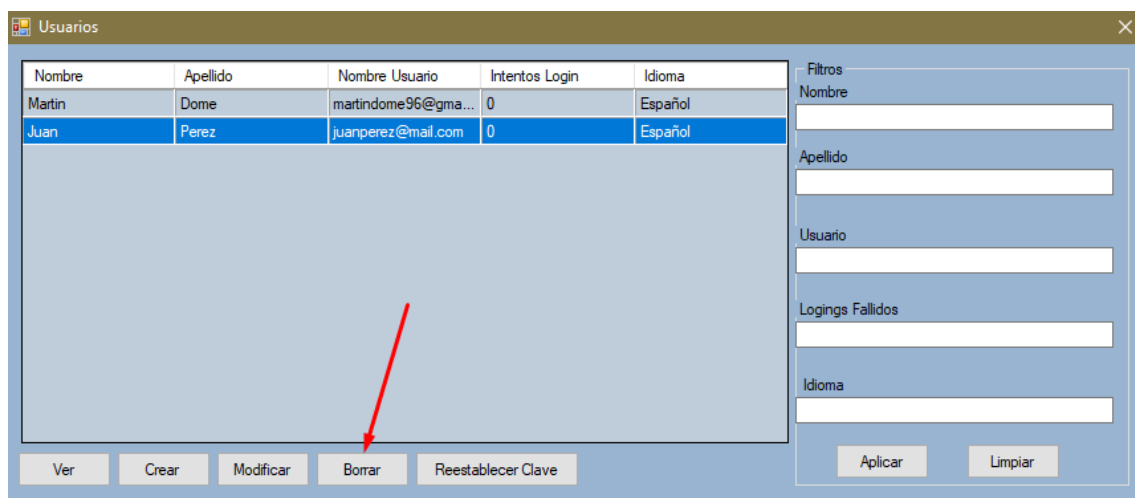 Usuarios
Nombre Apellido Nombre Usuario Intentos Login Idioma
Martin Dome martindome96@gma... 0 Español
Juan Perez juanperez@mail.com 0 Español
Filtros
Nombre
Apellido
Usuario
Logings Fallidos
Idioma
Ver Crear Modificar Borrar Reestablecer Clave
Aplicar Limpiar